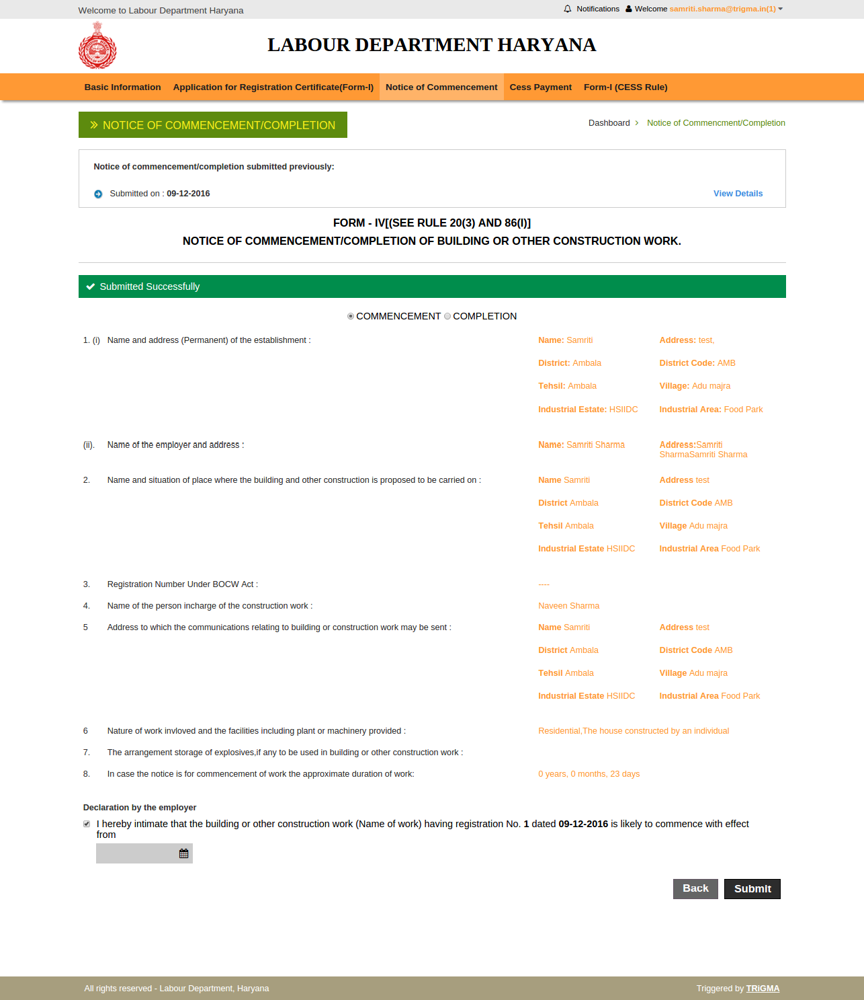 Welcome to Labour Department Haryana
Notifications Welcome samriti.sharma@trigma.in(1)
LABOUR DEPARTMENT HARYANA
Basic Information Application for Registration Certificate(Form-I) Notice of Commencement Cess Payment Form-I (CESS Rule)
NOTICE OF COMMENCEMENT/COMPLETION
Dashboard Notice of Commencment/Completion
Notice of commencement/completion submitted previously:
Submitted on : 09-12-2016 View Details
FORM - IV[(SEE RULE 20(3) AND 86(I)]
NOTICE OF COMMENCEMENT/COMPLETION OF BUILDING OR OTHER CONSTRUCTION WORK.
Submitted Successfully
COMMENCEMENT COMPLETION
1. (i) Name and address (Permanent) of the establishment : Name: Samriti Address: test,
District: Ambala District Code: AMB
Tehsil: Ambala Village: Adu majra
Industrial Estate: HSIIDC Industrial Area: Food Park
(ii). Name of the employer and address : Name: Samriti Sharma Address:Samriti
SharmaSamriti Sharma
2. Name and situation of place where the building and other construction is proposed to be carried on : Name Samriti Address test
District Ambala District Code AMB
Tehsil Ambala Village Adu majra
Industrial Estate HSIIDC Industrial Area Food Park
3. Registration Number Under BOCW Act : ----
4. Name of the person incharge of the construction work : Naveen Sharma
5 Address to which the communications relating to building or construction work may be sent : Name Samriti Address test
District Ambala District Code AMB
Tehsil Ambala Village Adu majra
Industrial Estate HSIIDC Industrial Area Food Park
6 Nature of work invloved and the facilities including plant or machinery provided : Residential,The house constructed by an individual
7. The arrangement storage of explosives,if any to be used in building or other construction work :
8. In case the notice is for commencement of work the approximate duration of work: 0 years, 0 months, 23 days
Declaration by the employer
I hereby intimate that the building or other construction work (Name of work) having registration No. 1 dated 09-12-2016 is likely to commence with effect
from
Back Submit
All rights reserved - Labour Department, Haryana Triggered by TRiGMA